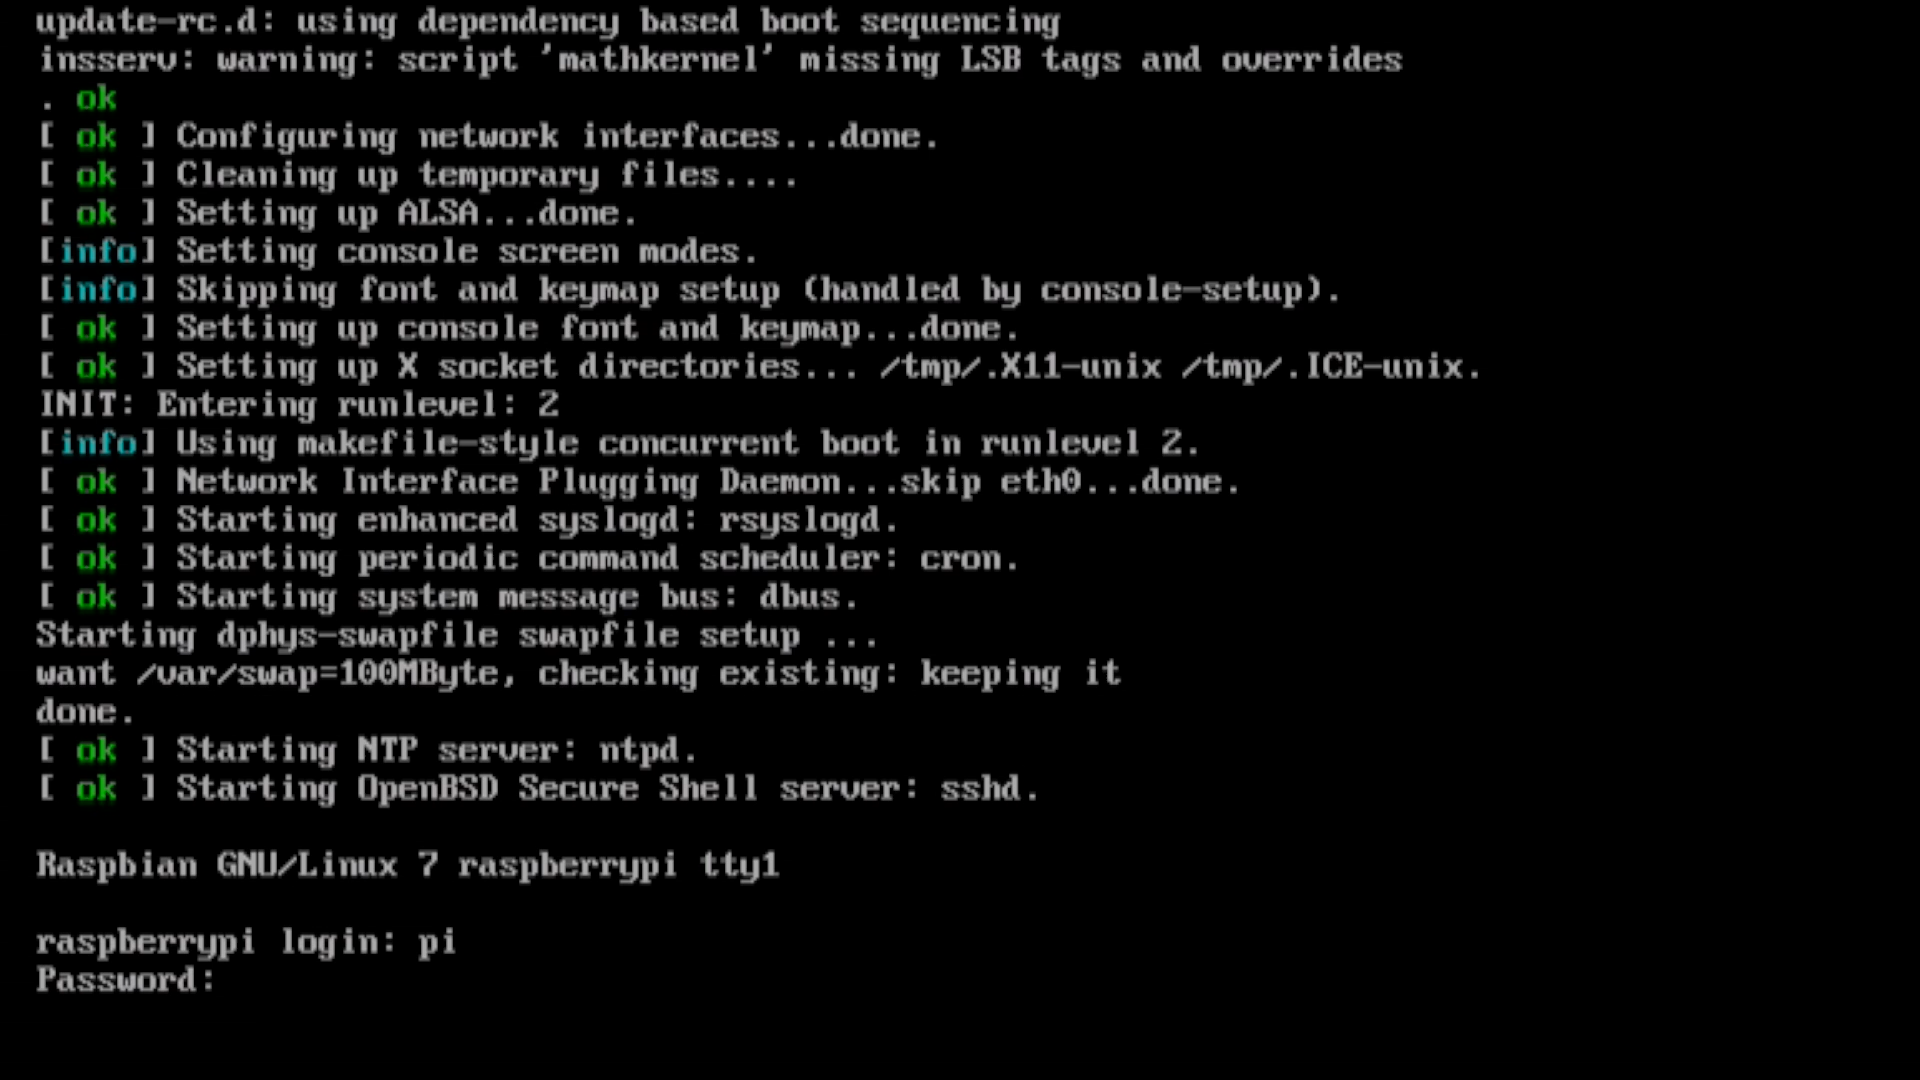 update-rc.d: using dependency based boot sequencing
insserv: warning: script 'mathkernel' missing LSB tags and overrides
. ok
[ ok ] Configuring network interfaces...done.
[ ok ] Cleaning up temporary files....
[ ok ] Setting up ALSA...done.
[info] Setting console screen modes.
[info] Skipping font and keymap setup (handled by console-setup).
[ ok ] Setting up console font and keymap...done.
[ ok ] Setting up X socket directories... /tmp/.X11-unix /tmp/.ICE-unix.
INIT: Entering runlevel: 2
[info] Using makefile-style concurrent boot in runlevel 2.
[ ok ] Network Interface Plugging Daemon...skip eth0...done.
[ ok ] Starting enhanced syslogd: rsyslogd.
[ ok ] Starting periodic command scheduler: cron.
[ ok ] Starting system message bus: dbus.
Starting dphys-swapfile swapfile setup ...
want /var/swap=100MByte, checking existing: keeping it
done.
[ ok ] Starting NTP server: ntpd.
[ ok ] Starting OpenBSD Secure Shell server: sshd.
Raspbian GNU/Linux 7 raspberrypi tty1
raspberrypi login: pi
Password: